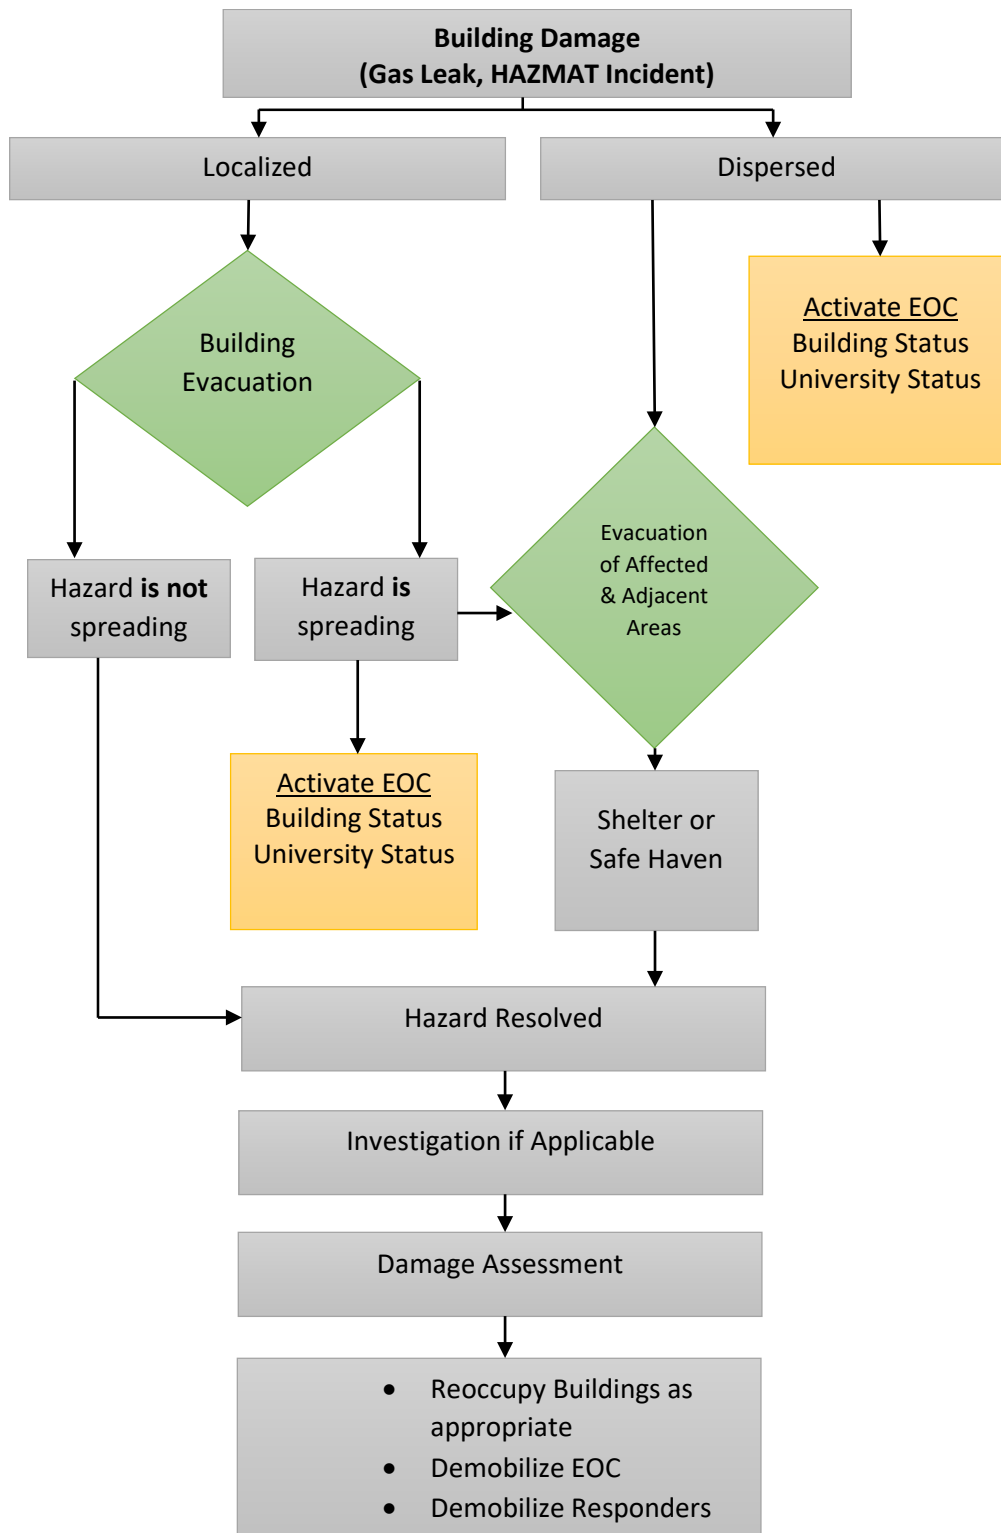 Building Damage
(Gas Leak, HAZMAT Incident)
Localized
Dispersed
Building
Evacuation
Activate EOC
Building Status
University Status
Evacuation
of Affected
& Adjacent
Areas
Hazard is not
spreading
Hazard is
spreading
Activate EOC
Building Status
University Status
Shelter or
Safe Haven
Hazard Resolved
Investigation if Applicable
Damage Assessment
• Reoccupy Buildings as
appropriate
• Demobilize EOC
• Demobilize Responders